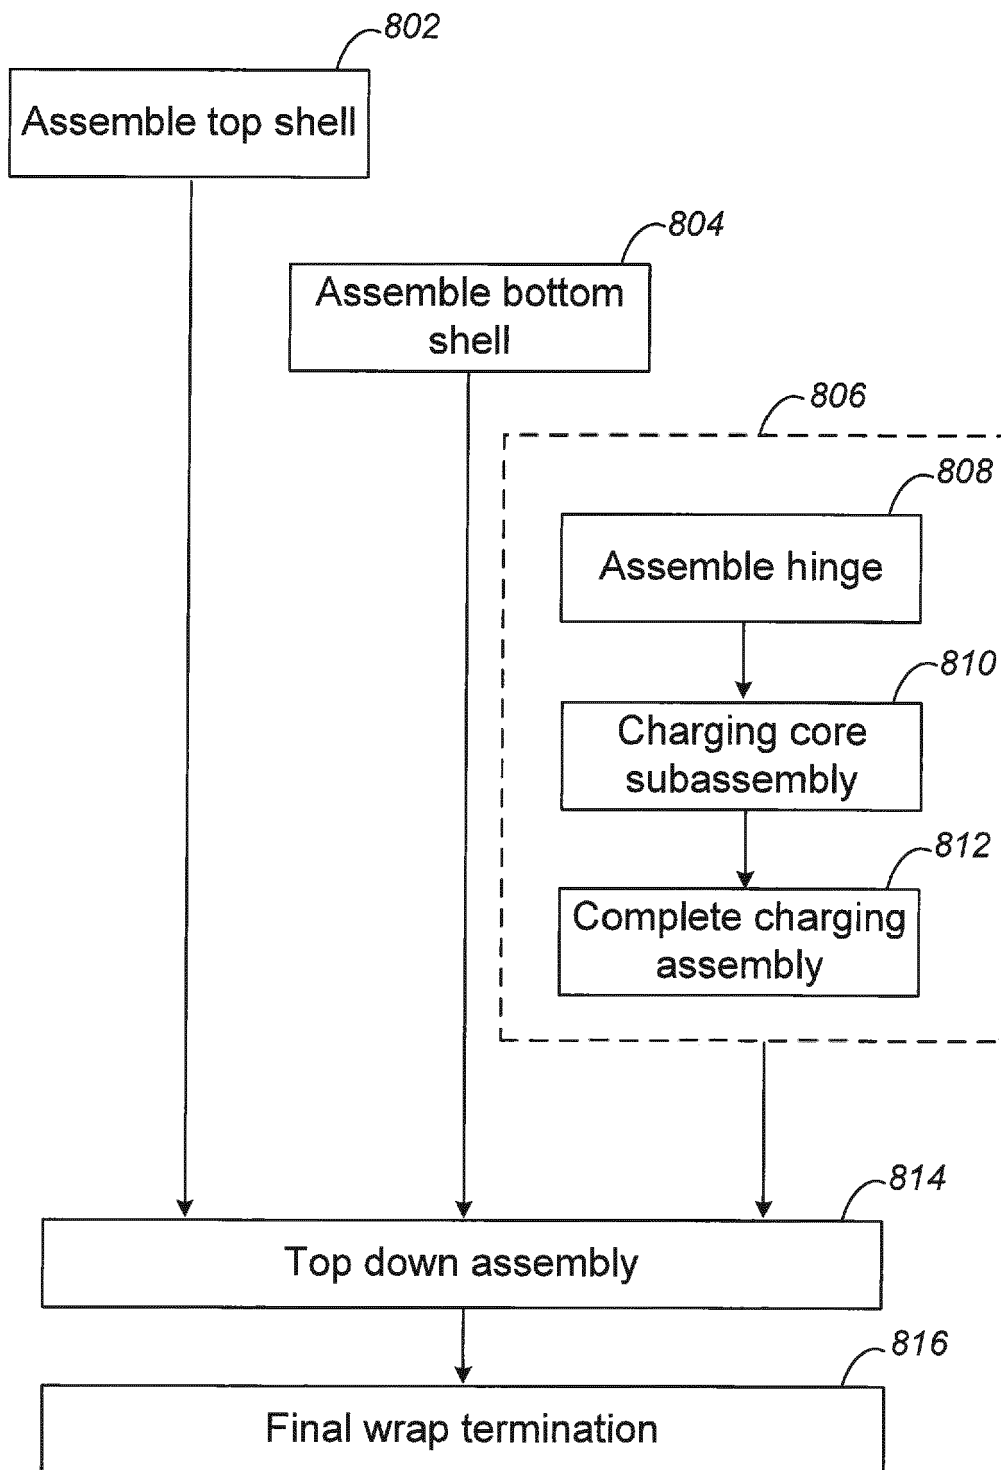 802
Assemble top shell
804
Assemble bottom
shell
806
808
Assemble hinge
810
Charging core
subassembly
812
Complete charging
assembly
814
Top down assembly
816
Final wrap termination